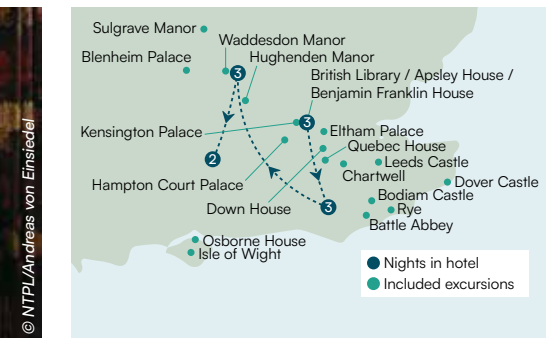 © NTPL/Andreas von Einsiedel
Sulgrave Manor
Waddesdon Manor
Blenheim Palace
Hughenden Manor
3
British Library / Apsley House /
Benjamin Franklin House
Kensington Palace
3
Eltham Palace
Quebec House
2
Leeds Castle
Chartwell
Hampton Court Palace
Dover Castle
Bodiam Castle
Down House
3
Rye
Battle Abbey
Osborne House
Isle of Wight
Nights in hotel
Included excursions